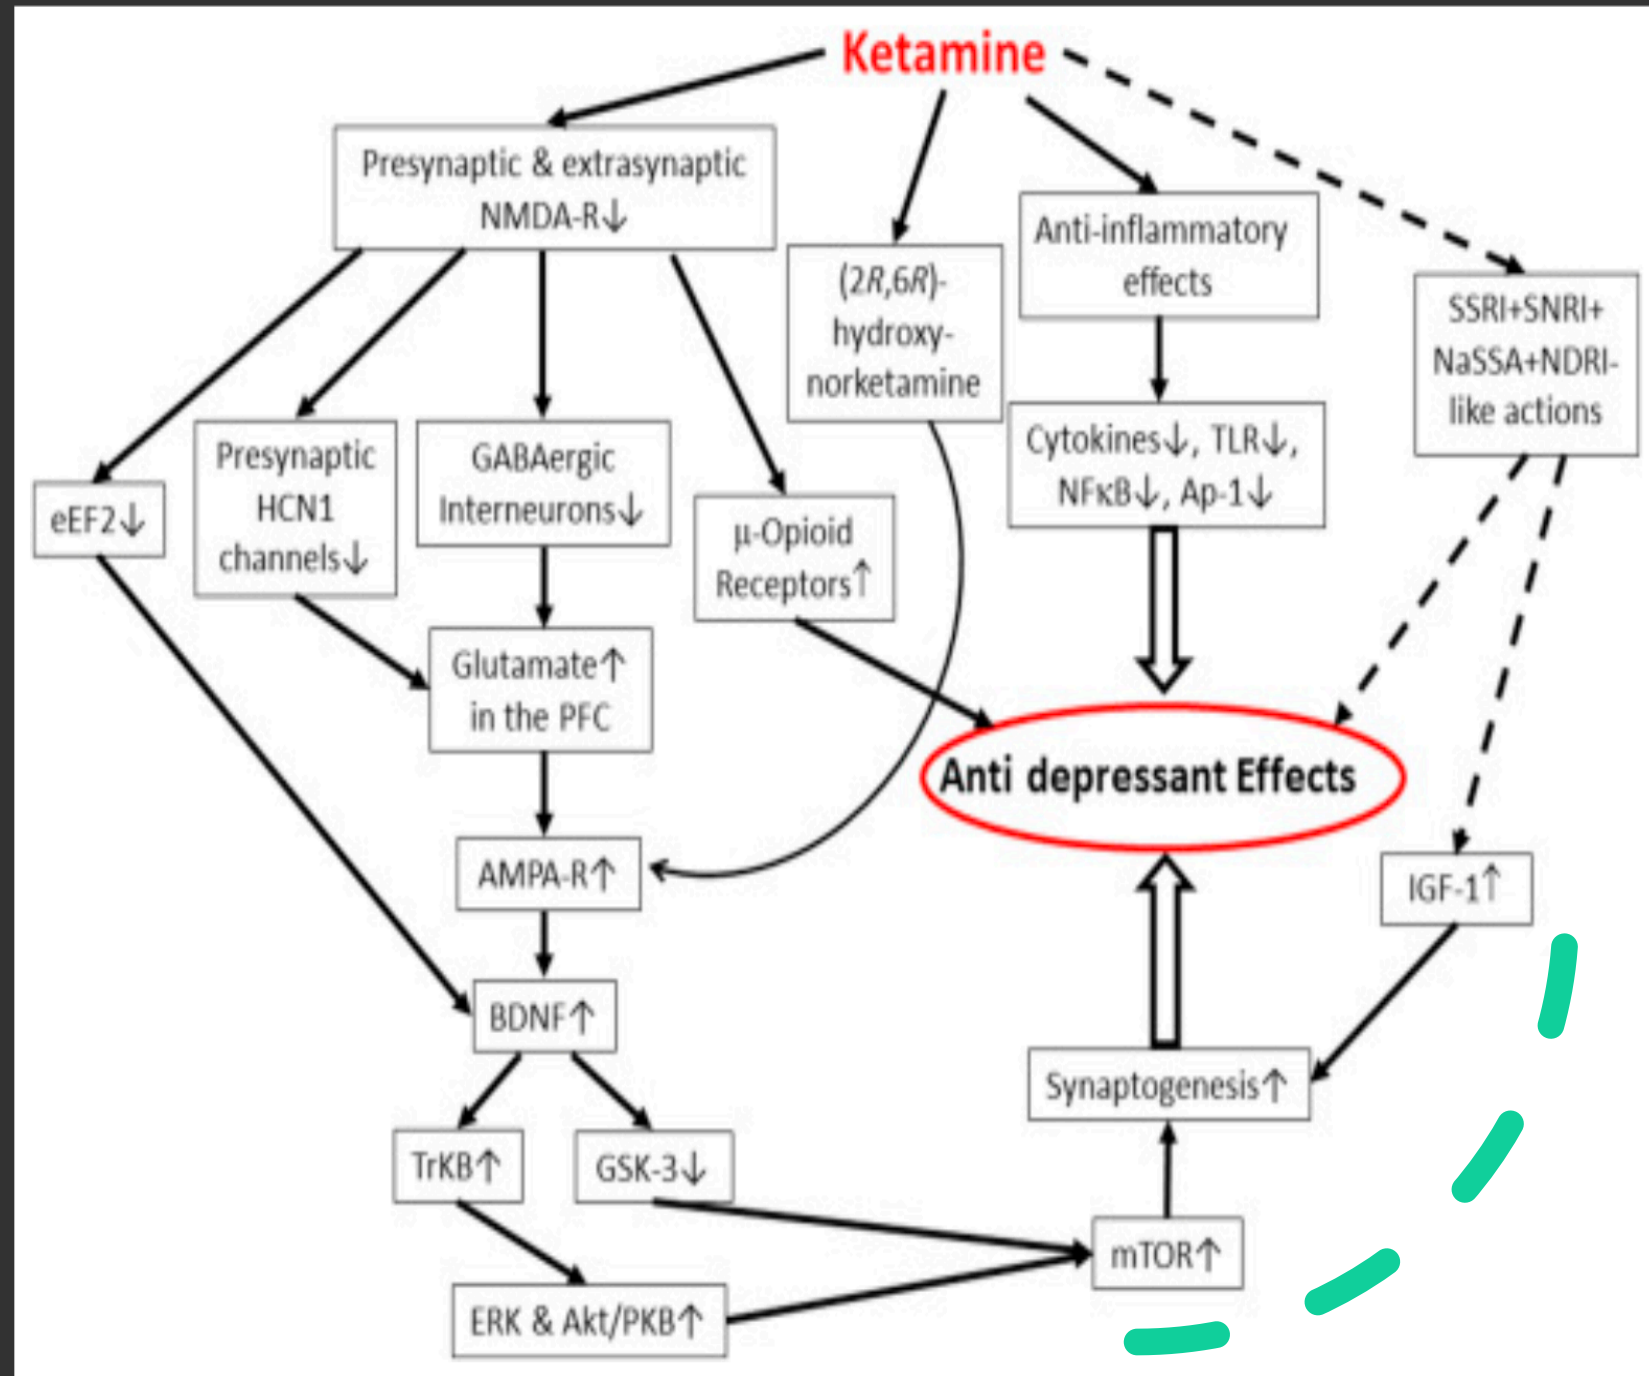 Ketamine
Presynaptic & extrasynaptic
NMDA-R↓
(2R,6R)-
hydroxy-
norketamine
Anti-inflammatory
effects
SSRI+SNRI+
NaSSA+NDRI-
like actions
eEF2↓
Presynaptic
HCN1
channels↓
GABAergic
Interneurons↓
μ-Opioid
Receptors↑
Cytokines↓, TLR↓,
NFκB↓, Ap-1↓
Glutamate↑
in the PFC
Anti depressant Effects
AMPA-R↑
IGF-1↑
BDNF↑
Synaptogenesis↑
TrKB↑
GSK-3↓
mTOR↑
ERK & Akt/PKB↑